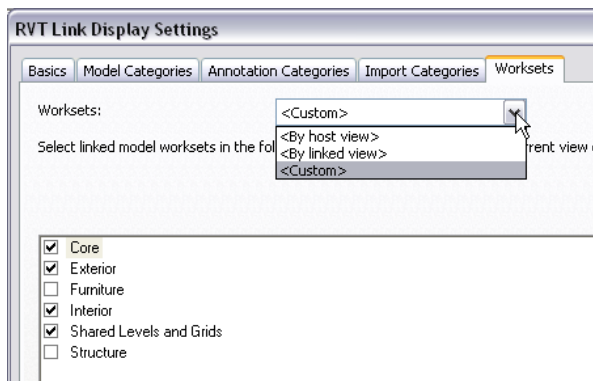 RVT Link Display Settings
Basics Model Categories Annotation Categories Import Categories Worksets
Worksets: <Custom>
<By host view>
Select linked model worksets in the fol <By linked view> rrent view
<Custom>
Core
Exterior
Furniture
Interior
Shared Levels and Grids
Structure